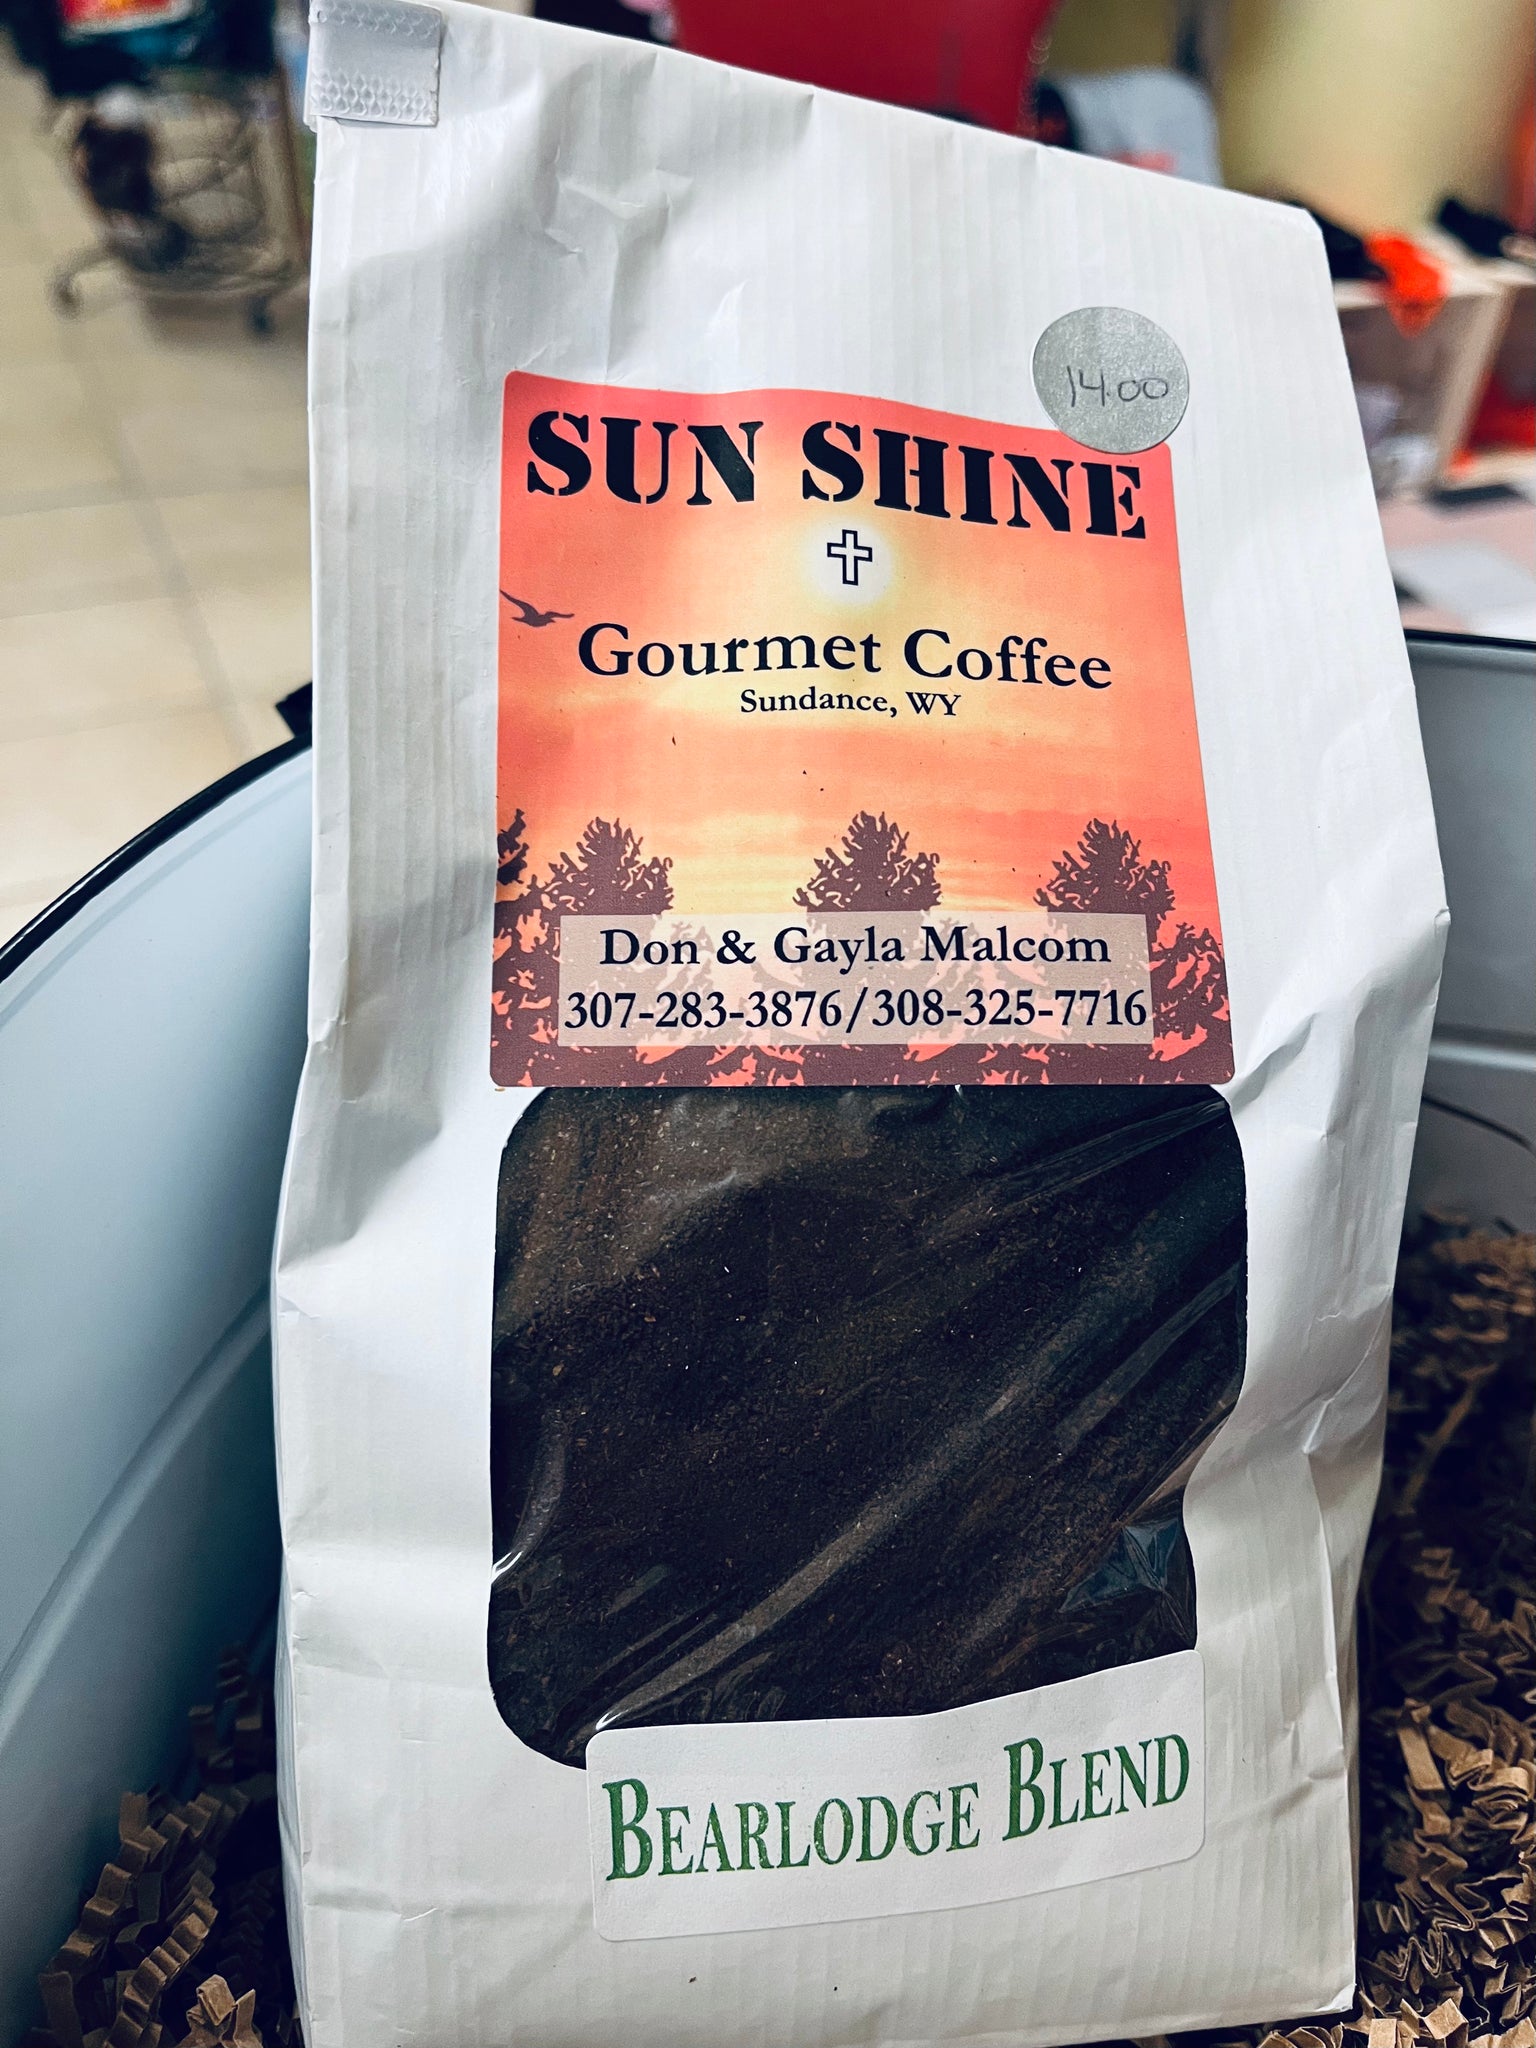 14.00
SUN SHINE
Gourmet Coffee
Sundance, WY
Don & Gayla Malcom
307-283-3876/308-325-7716
BEARLODGE BLEND